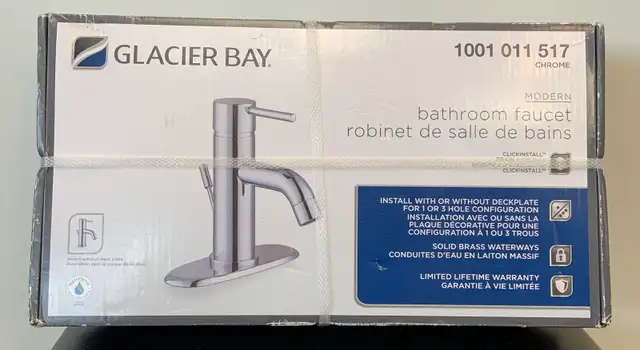 GLACIER BAY.
1001 011 517
CHROME
MODERN
bathroom faucet
robinet de salle de bains
CLICKINSTALL™
CLICKINSTALL™
INSTALL WITH OR WITHOUT DECKPLATE
FOR 1 OR 3 HOLE CONFIGURATION
INSTALLATION AVEC OU SANS LA
PLAQUE DÉCORATIVE POUR UNE
CONFIGURATION À 1 OU 3 TROUS
SOLID BRASS WATERWAYS
CONDUITES D'EAU EN LAITON MASSIF
LIMITED LIFETIME WARRANTY
GARANTIE À VIE LIMITÉE